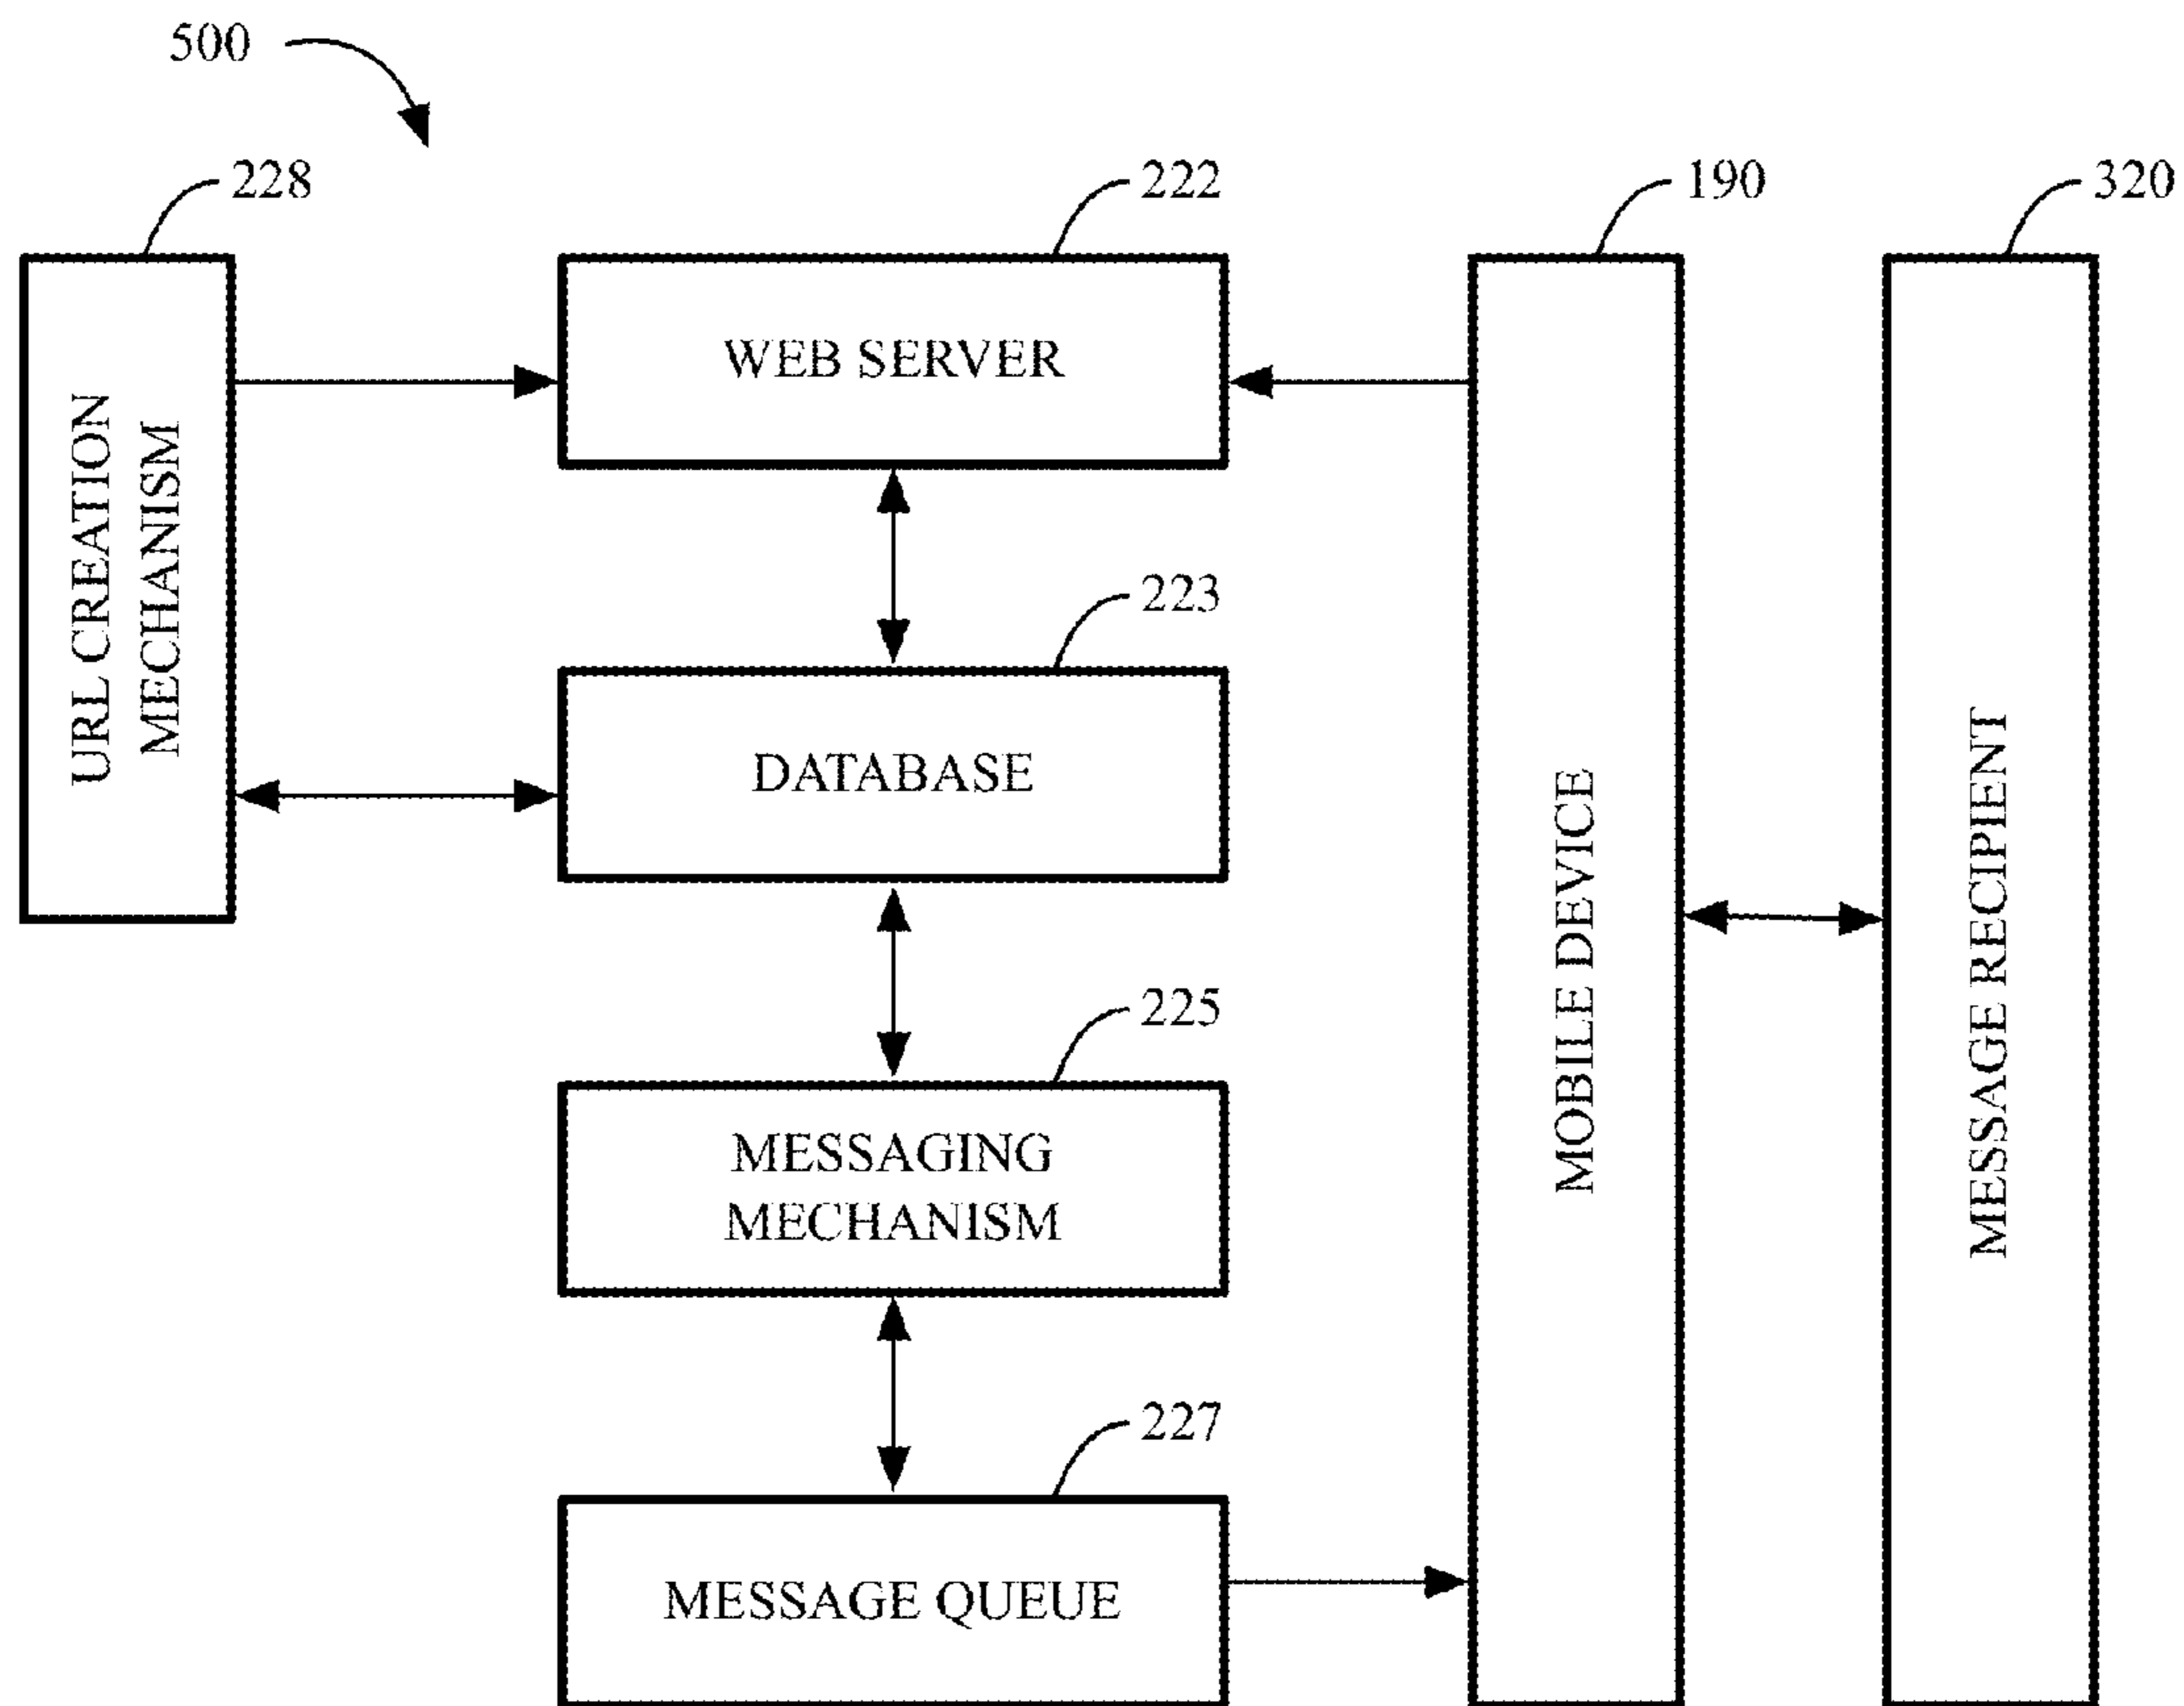 500
228
222
190
320
URL CREATION
MECHANISM
WEB SERVER
223
DATABASE
225
MESSAGING
MECHANISM
227
MESSAGE QUEUE
MOBILE DEVICE
MESSAGE RECIPIENT